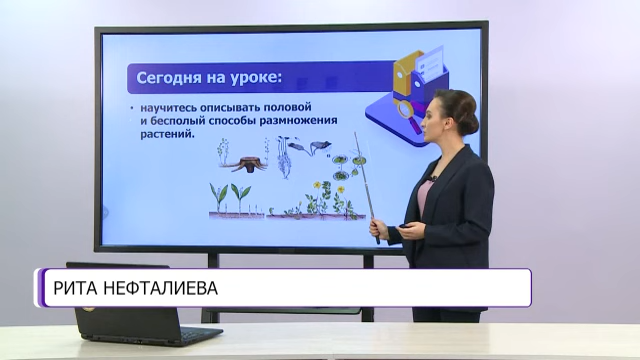 Сегодня на уроке:
• научитесь описывать половой
и бесполый способы размножения
растений.
РИТА НЕФТАЛИЕВА